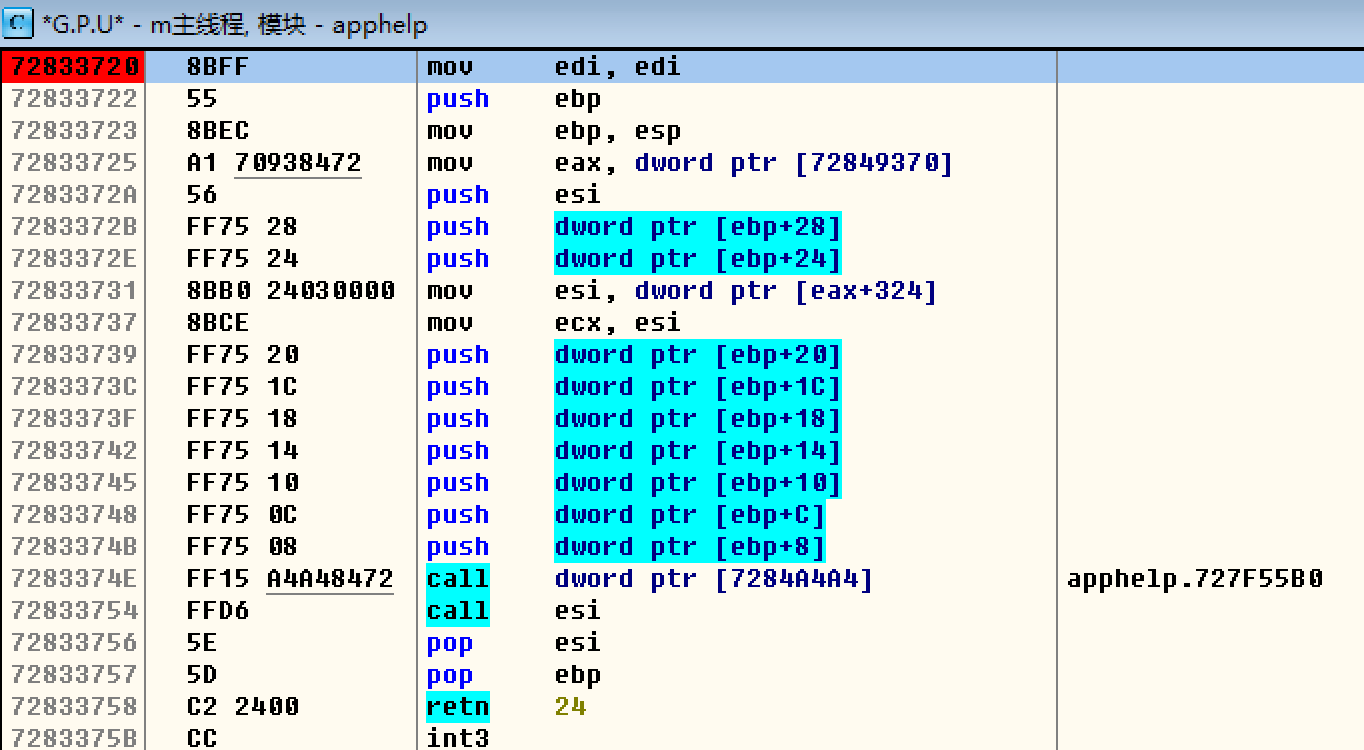 C *G.P.U* - m主线程, 模块 - apphelp
72833720 8BFF mov edi, edi
72833722 55 push ebp
72833723 8BEC mov ebp, esp
72833725 A1 70938472 mov eax, dword ptr [72849370]
7283372A 56 push esi
7283372B FF75 28 push dword ptr [ebp+28]
7283372E FF75 24 push dword ptr [ebp+24]
72833731 8BB0 24030000 mov esi, dword ptr [eax+324]
72833737 8BCE mov ecx, esi
72833739 FF75 20 push dword ptr [ebp+20]
7283373C FF75 1C push dword ptr [ebp+1C]
7283373F FF75 18 push dword ptr [ebp+18]
72833742 FF75 14 push dword ptr [ebp+14]
72833745 FF75 10 push dword ptr [ebp+10]
72833748 FF75 0C push dword ptr [ebp+C]
7283374B FF75 08 push dword ptr [ebp+8]
7283374E FF15 A4A48472 call dword ptr [7284A4A4] apphelp.727F55B0
72833754 FFD6 call esi
72833756 5E pop esi
72833757 5D pop ebp
72833758 C2 2400 retn 24
7283375B CC int3